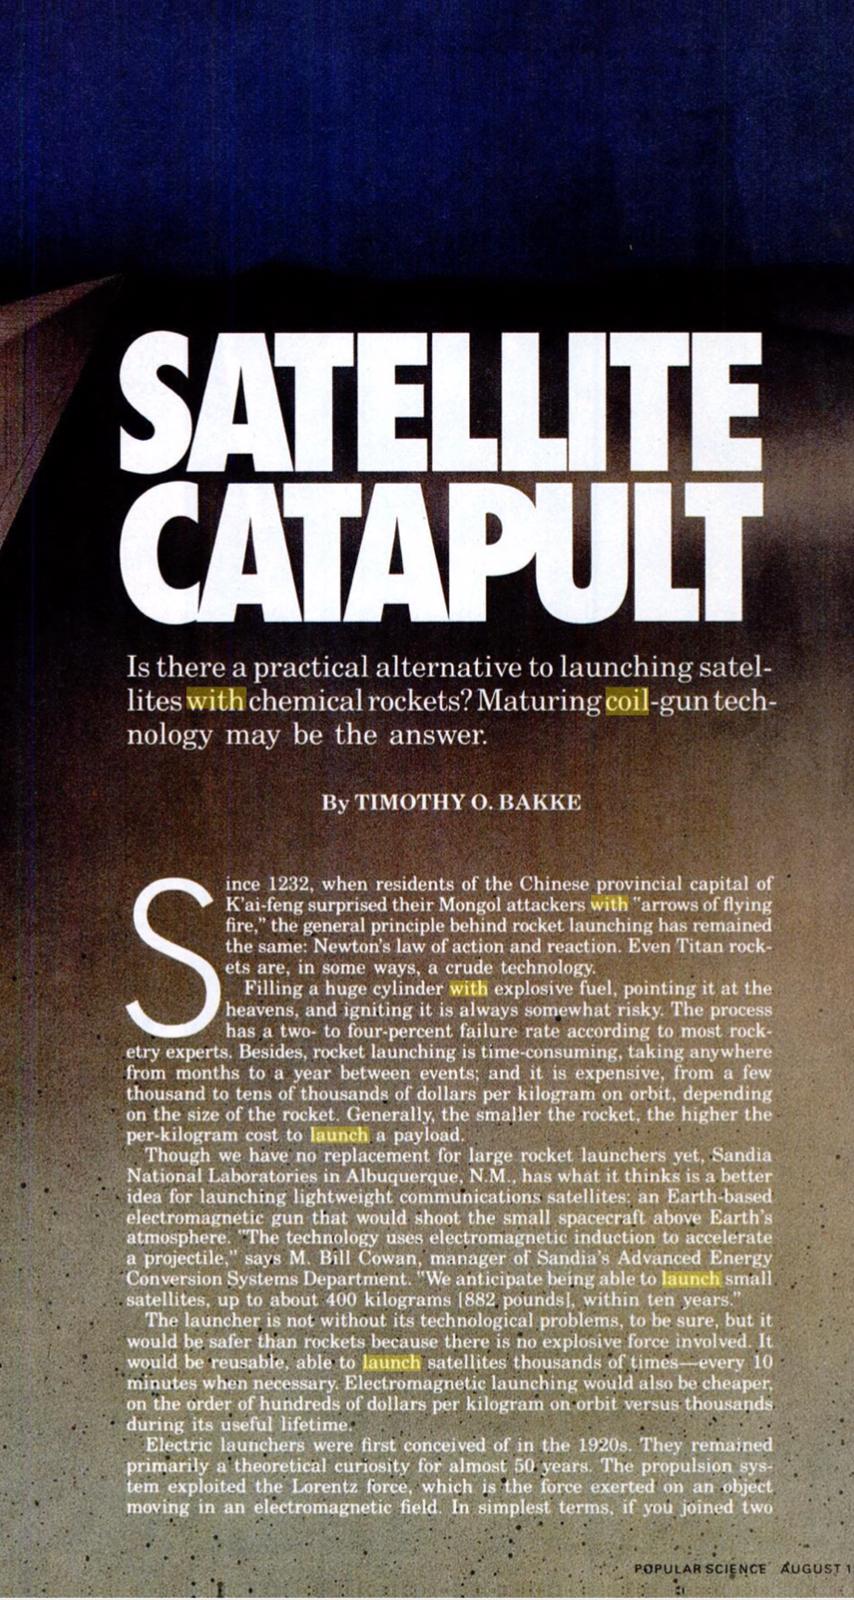 SATELLITE
CATAPULT
Is there a practical alternative to launching satel-
lites with chemical rockets? Maturing coil-gun tech-
nology may be the answer.
By TIMOTHY O. BAKKE
Since 1232, when residents of the Chinese provincial capital of
K'ai-feng surprised their Mongol attackers with "arrows of flying
fire," the general principle behind rocket launching has remained
the same: Newton's law of action and reaction. Even Titan rock-
ets are, in some ways, a crude technology.
Filling a huge cylinder with explosive fuel, pointing it at the
heavens, and igniting it is always somewhat risky. The process
has a two- to four-percent failure rate according to most rock-
etry experts. Besides, rocket launching is time-consuming, taking anywhere
from months to a year between events; and it is expensive, from a few
thousand to tens of thousands of dollars per kilogram on orbit, depending
on the size of the rocket. Generally, the smaller the rocket, the higher the
per-kilogram cost to launch a payload.
Though we have no replacement for large rocket launchers yet, Sandia
National Laboratories in Albuquerque, N.M., has what it thinks is a better
idea for launching lightweight communications satellites: an Earth-based
electromagnetic gun that would shoot the small spacecraft above Earth's
atmosphere. "The technology uses electromagnetic induction to accelerate
a projectile," says M. Bill Cowan, manager of Sandia's Advanced Energy
Conversion Systems Department. "We anticipate being able to launch small
satellites, up to about 400 kilograms [882 pounds], within ten years."
The launcher is not without its technological problems, to be sure, but it
would be safer than rockets because there is no explosive force involved. It
would be reusable, able to launch satellites thousands of times—every 10
minutes when necessary. Electromagnetic launching would also be cheaper,
on the order of hundreds of dollars per kilogram on orbit versus thousands
during its useful lifetime.
Electric launchers were first conceived of in the 1920s. They remained
primarily a theoretical curiosity for almost 50 years. The propulsion sys-
tem exploited the Lorentz force, which is the force exerted on an object
moving in an electromagnetic field. In simplest terms, if you joined two
POPULAR SCIENCE AUGUST 1